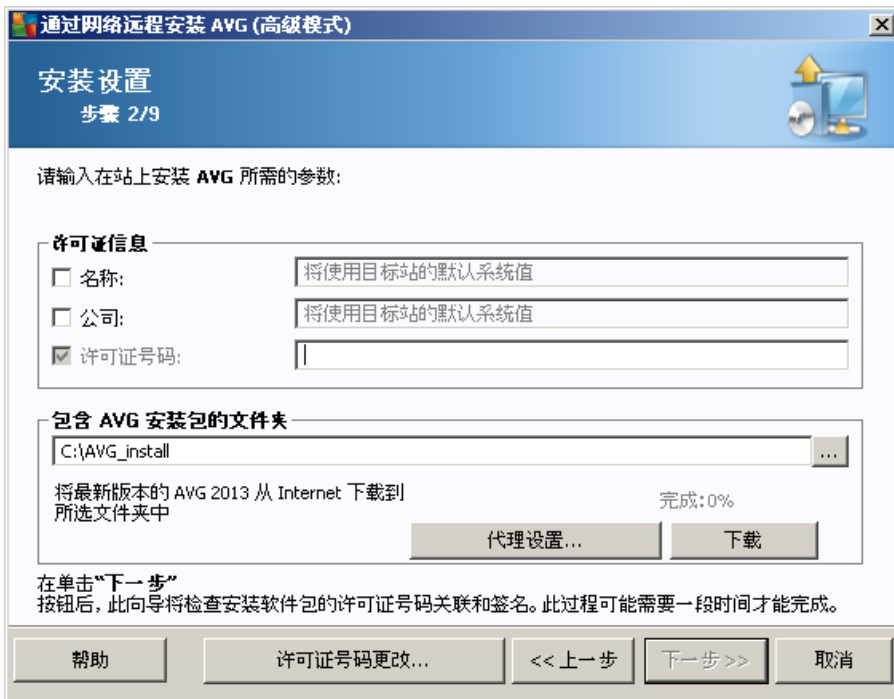 通过网络远程安装 AVG (高级模式)
安装设置
步骤 2/9
请输入在站上安装 AVG 所需的参数:
许可证信息
名称:
将使用目标站的默认系统值
公司:
将使用目标站的默认系统值
许可证号码:
包含 AVG 安装包的文件夹
C:\AVG_install
...
将最新版本的 AVG 2013 从 Internet 下载到
所选文件夹中
完成:0%
代理设置...
下载
在单击“下一步”
按钮后，此向导将检查安装软件包的许可证号码关联和签名。此过程可能需要一段时间才能完成。
帮助
许可证号码更改...
<< 上一步
下一步 >>
取消